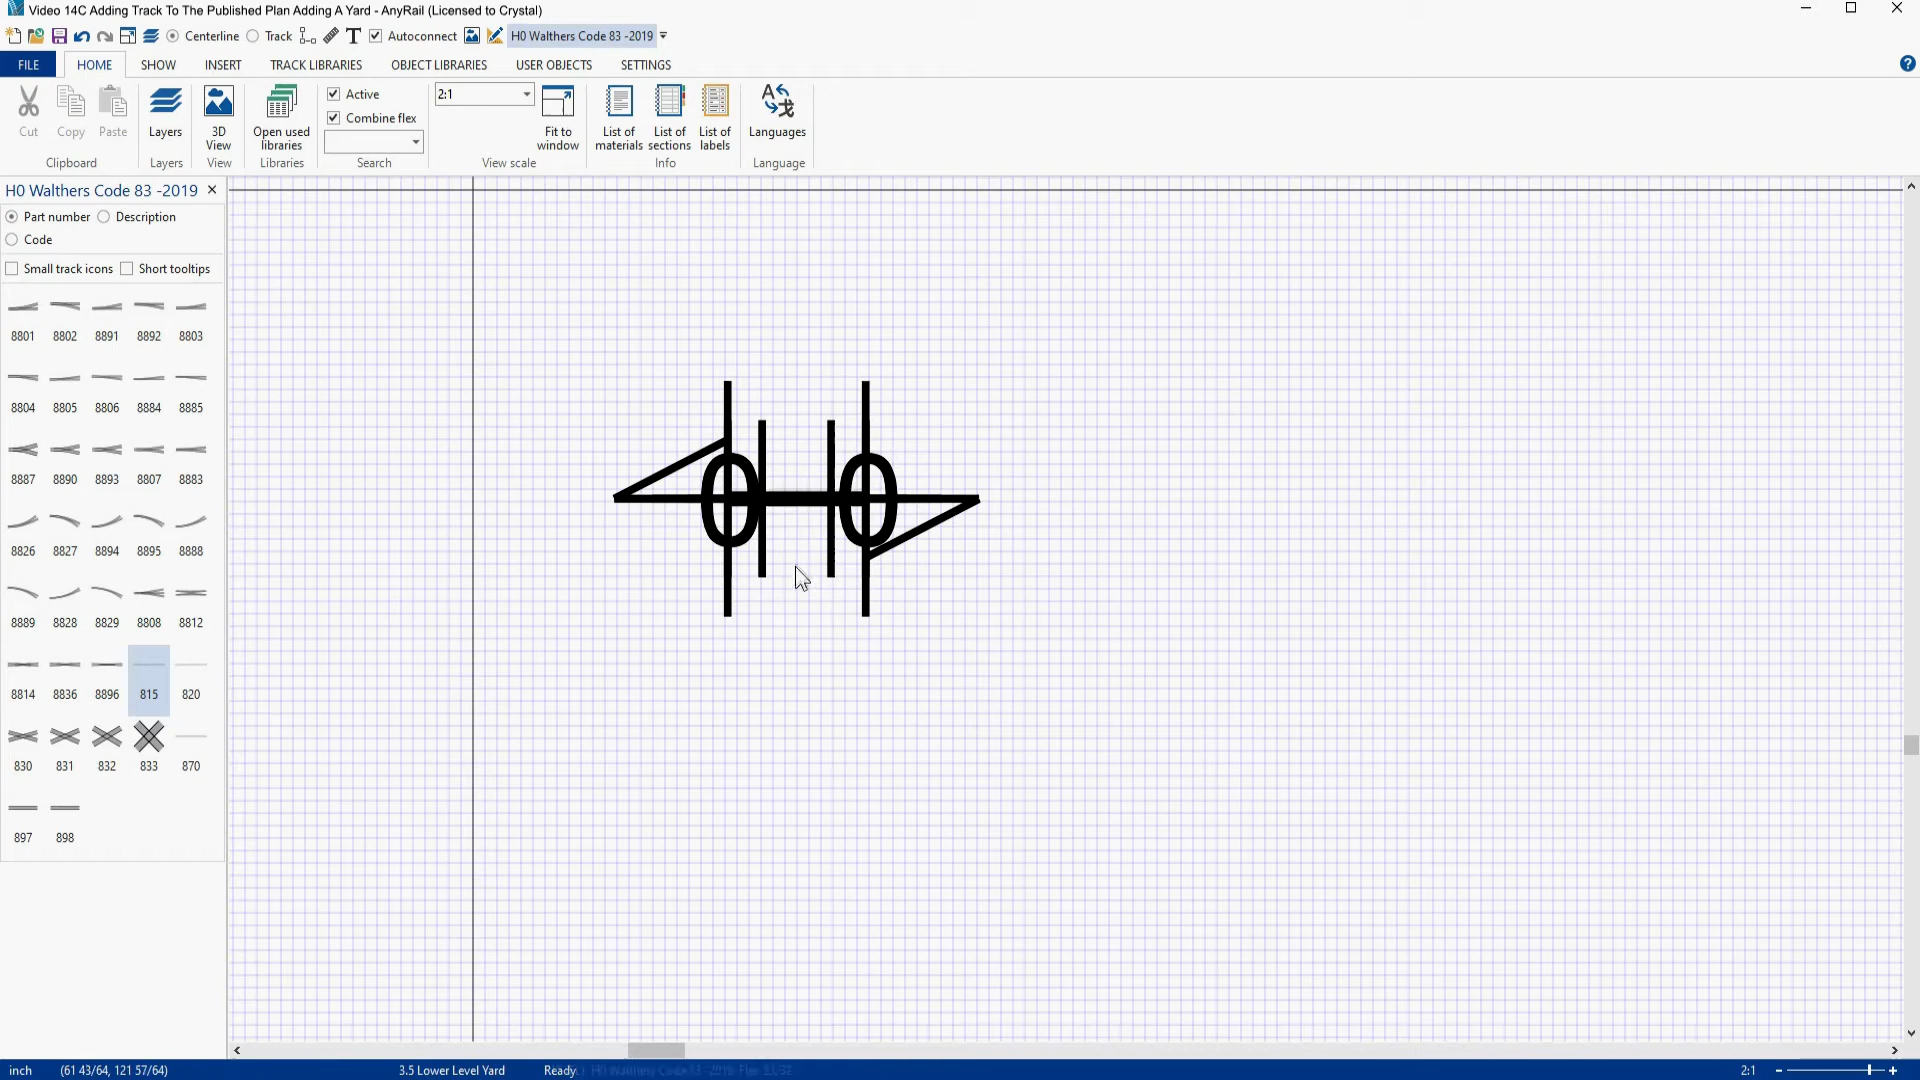 Video 14C Adding Track To The Published Plan Adding A Yard - AnyRail (Licensed to Crystal)
Centerline Track T Autoconnect H0 Walthers Code 83 -2019
FILE HOME SHOW INSERT TRACK LIBRARIES OBJECT LIBRARIES USER OBJECTS SETTINGS
Cut Copy Paste
Clipboard
Layers
Layers
3D
View
View
Open used
libraries
Libraries
Active
Combine flex
Search
2:1
Fit to
window
View scale
List of
materials
List of
sections
List of
labels
Info
Languages
Language
H0 Walthers Code 83 -2019
Part number Description
Code
Small track icons Short tooltips
8801 8802 8891 8892 8803
8804 8805 8806 8884 8885
8887 8890 8893 8807 8883
8826 8827 8894 8895 8888
8889 8828 8829 8808 8812
8814 8836 8896 815 820
830 831 832 833 870
897 898
0 0
inch (61 43/64, 121 57/64) 3.5 Lower Level Yard Ready 2:1